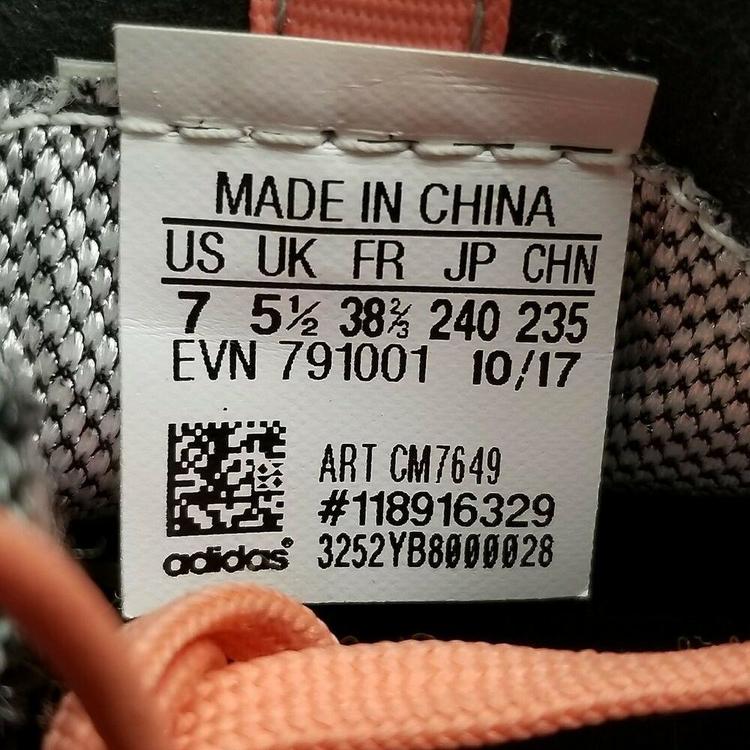 MADE IN CHINA
US UK FR JP CHN
7 5½ 38⅔ 240 235
EVN 791001 10/17
ART CM7649
#118916329
adidas® 3252YB8000028